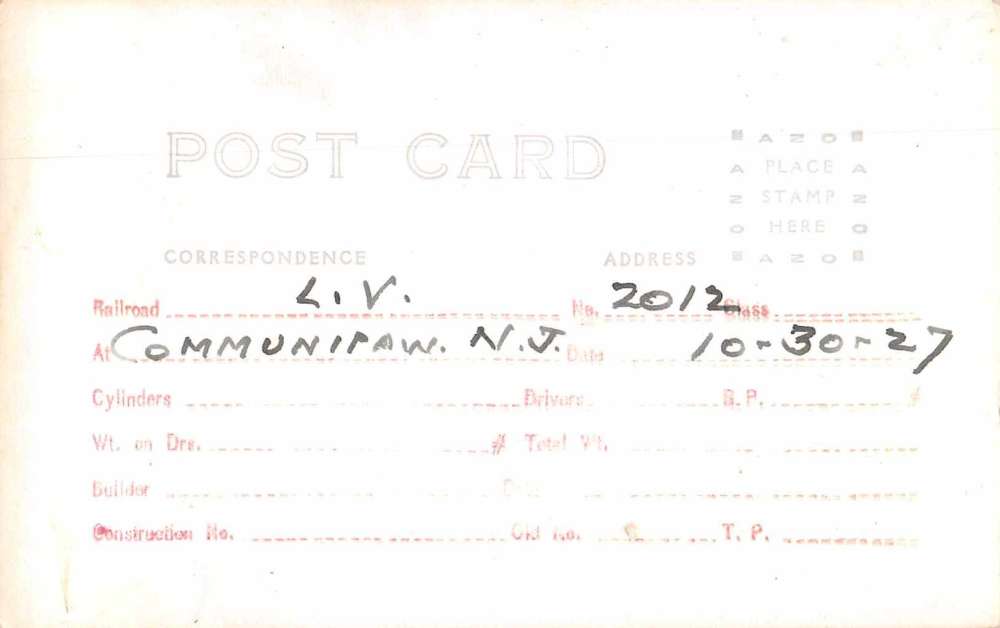 POST CARD
AZO
A PLACE A
Z STAMP Z
O HERE O
AZO
CORRESPONDENCE ADDRESS
Railroad L.V. No. 2012 Class
At COMMUNIPAW. N.J. Date 10-30-27
Cylinders Drivers B.P. #
Wt. on Drs. # Total Wt.
Builder Date
Construction No. Old No. T. P.